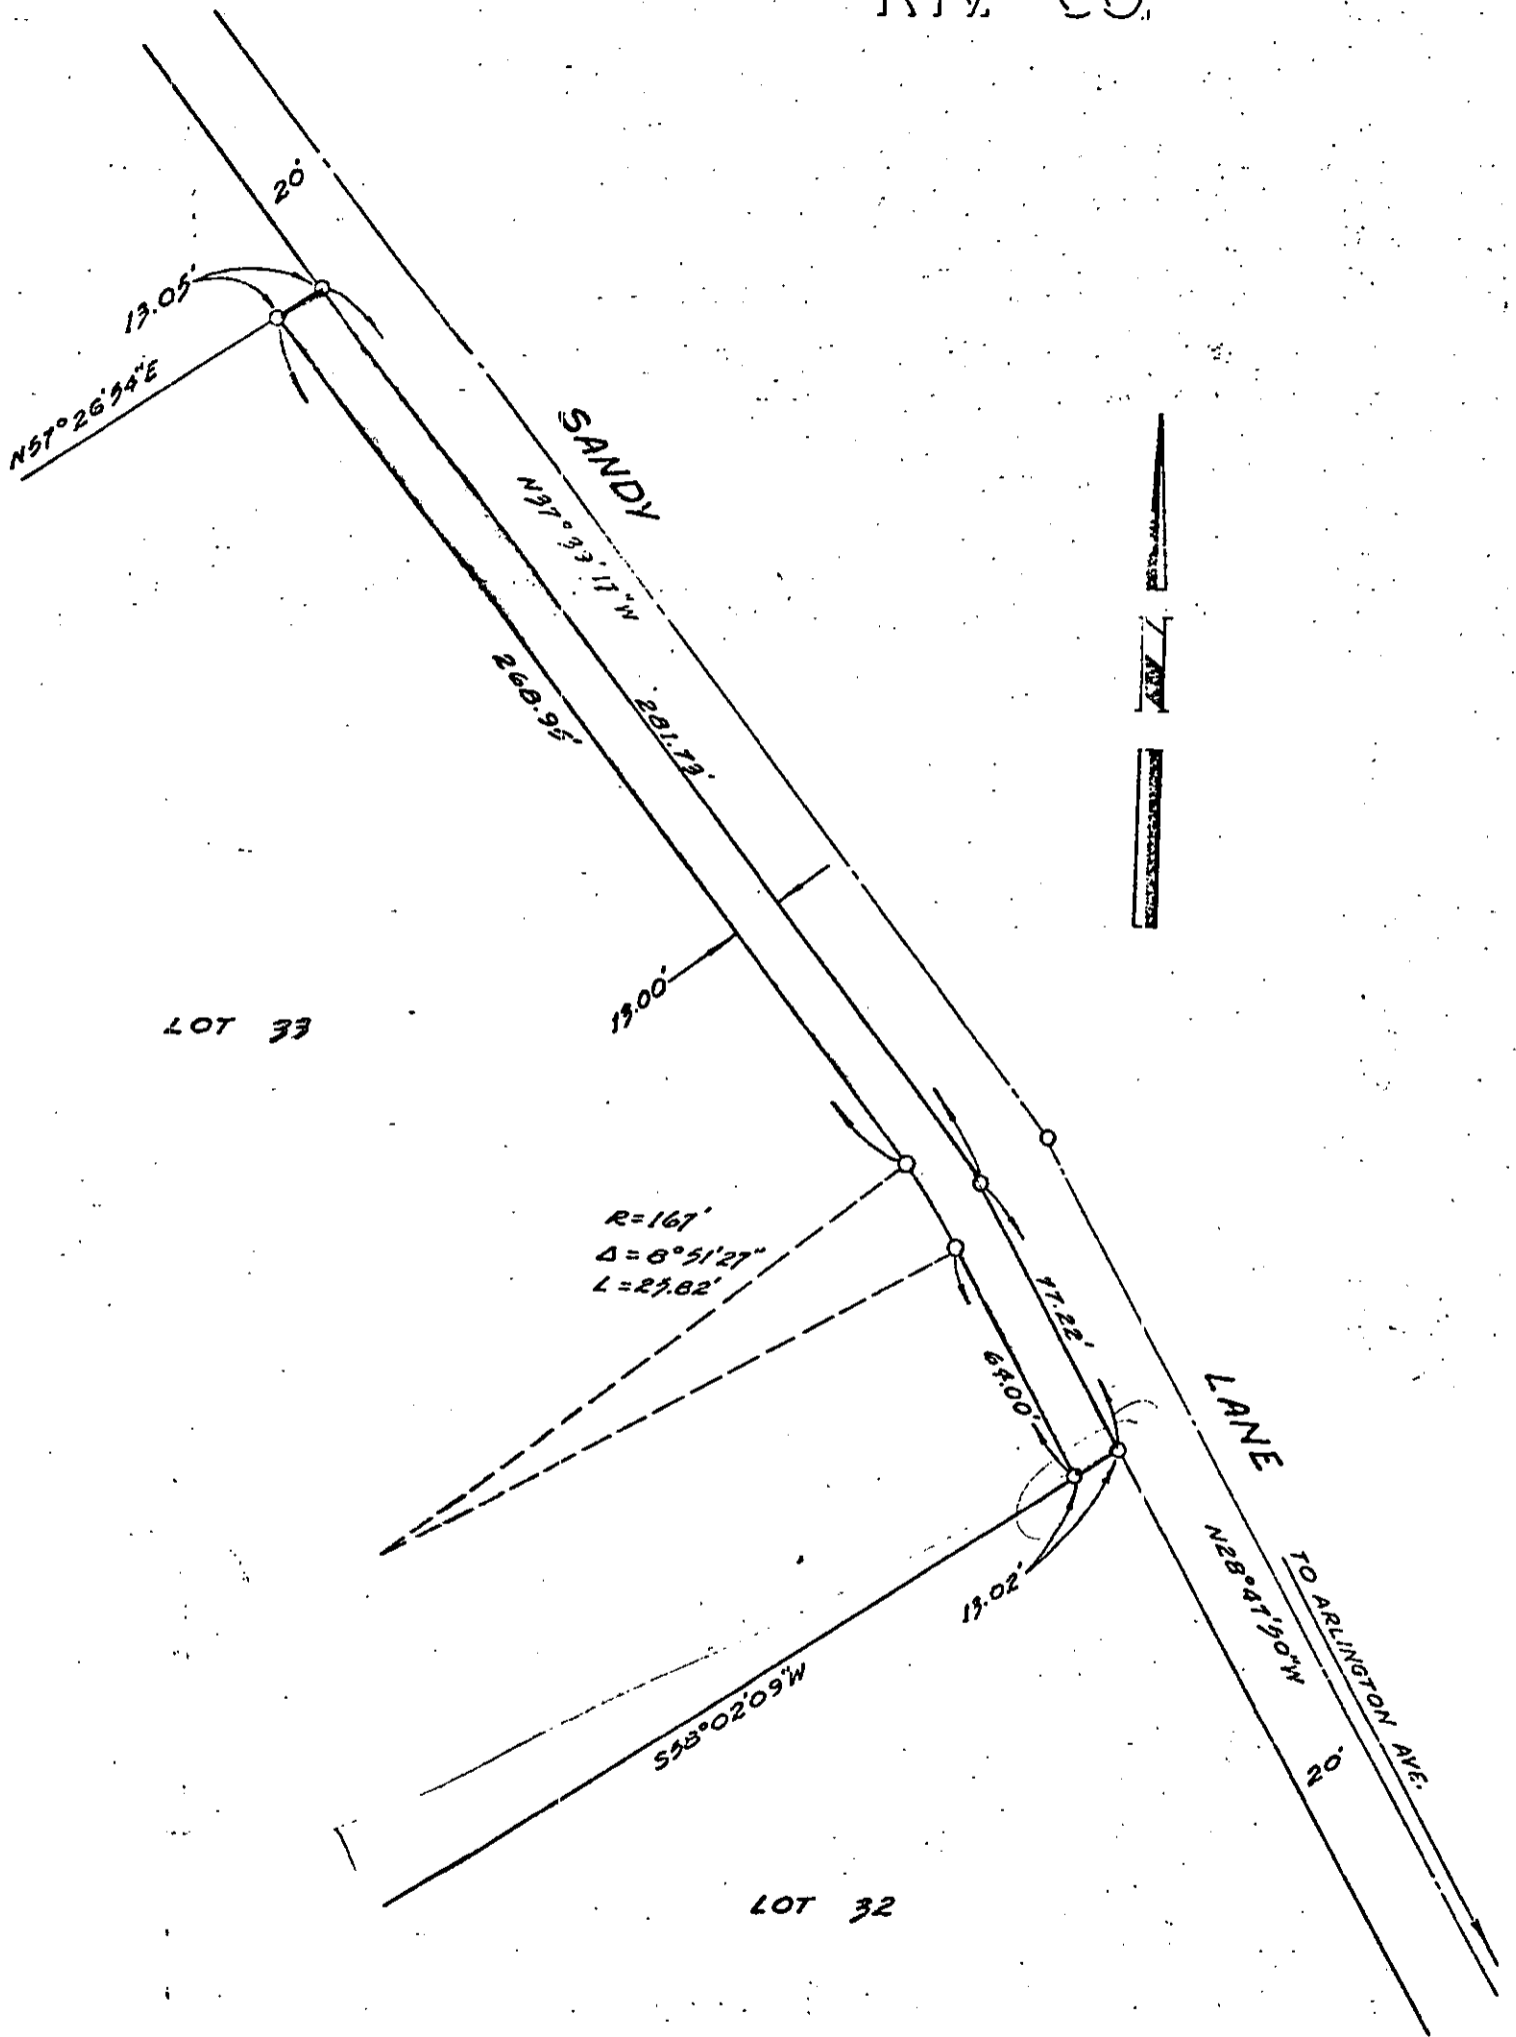 20'
13.05'
N57°26'54"E
SANDY
N37°33'17"W
268.95'
281.73'
13.00'
LOT 33
R=167'
Δ=8°51'27"
L=25.82'
77.22'
64.00'
LANE
13.02'
N28°47'50"W
TO ARLINGTON AVE.
S58°02'09"W
20'
LOT 32